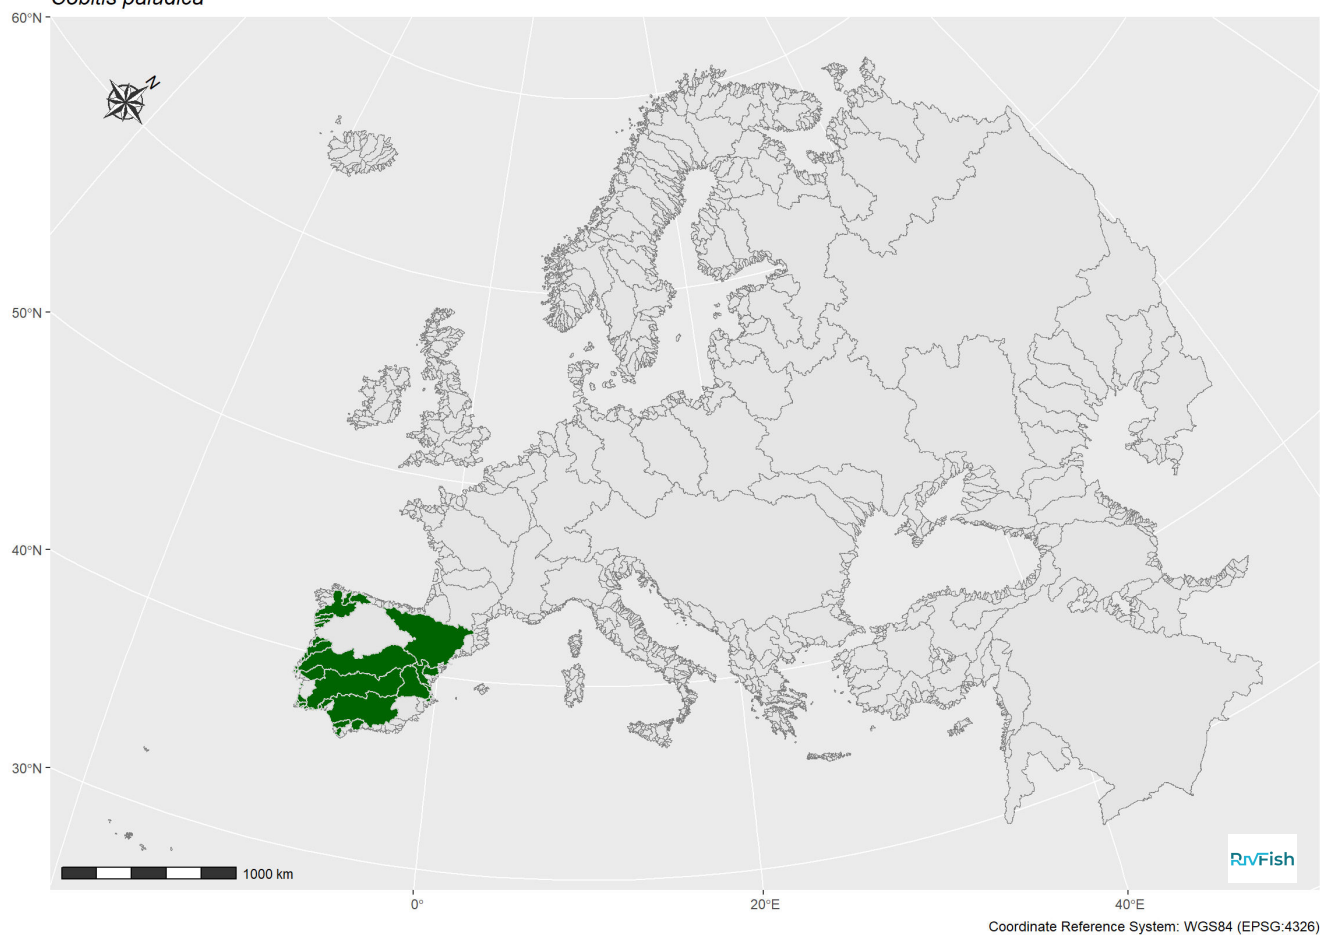 Cobitis paludica
60°N
N
50°N
40°N
30°N
1000 km
RivFish
0°
20°E
40°E
Coordinate Reference System: WGS84 (EPSG:4326)